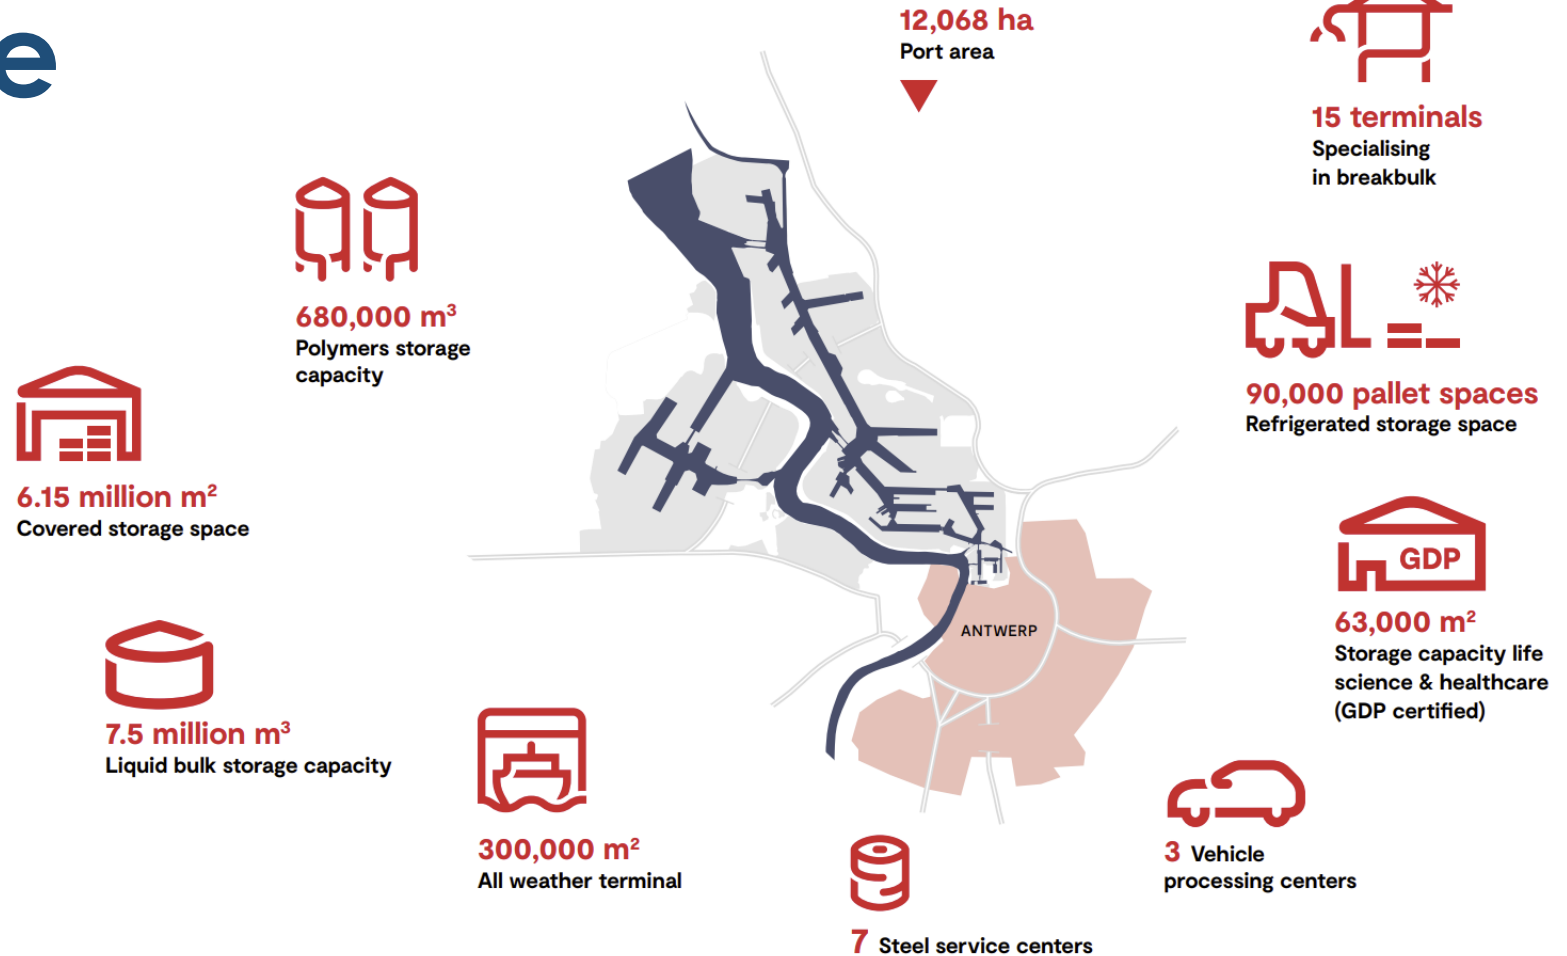 e
12,068 ha
Port area
15 terminals
Specialising
in breakbulk
680,000 m³
Polymers storage
capacity
90,000 pallet spaces
Refrigerated storage space
6.15 million m²
Covered storage space
GDP
63,000 m²
Storage capacity life
science & healthcare
(GDP certified)
ANTWERP
7.5 million m³
Liquid bulk storage capacity
300,000 m²
All weather terminal
3 Vehicle
processing centers
7 Steel service centers